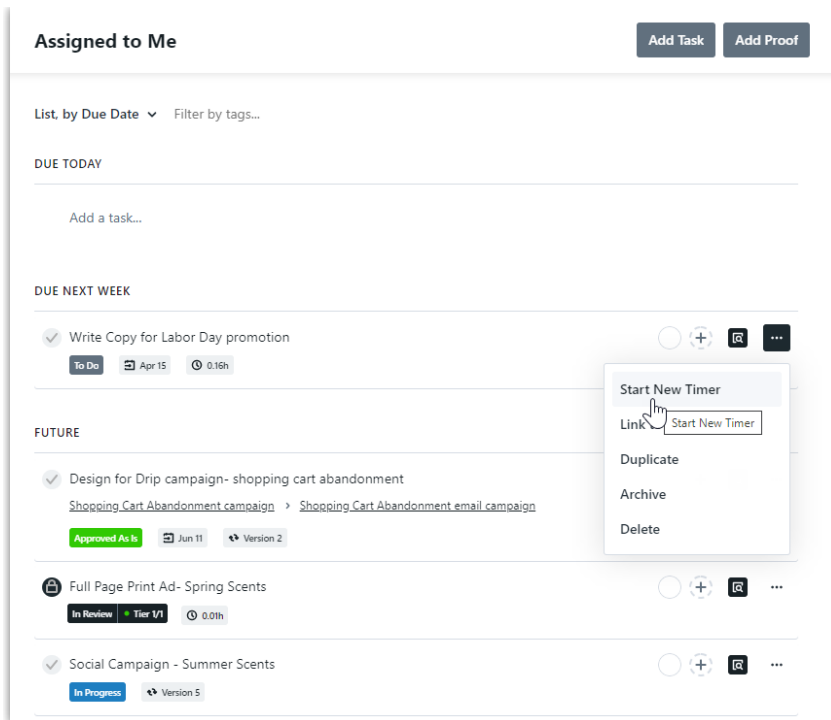 Assigned to Me
Add Task
Add Proof
List, by Due Date
Filter by tags...
DUE TODAY
Add a task...
DUE NEXT WEEK
Write Copy for Labor Day promotion
To Do
Apr 15
0.16h
Start New Timer
Link
Start New Timer
Duplicate
Archive
Delete
FUTURE
Design for Drip campaign- shopping cart abandonment
Shopping Cart Abandonment campaign > Shopping Cart Abandonment email campaign
Approved As Is
Jun 11
Version 2
Full Page Print Ad- Spring Scents
In Review
Tier 1/1
0.01h
Social Campaign - Summer Scents
In Progress
Version 5